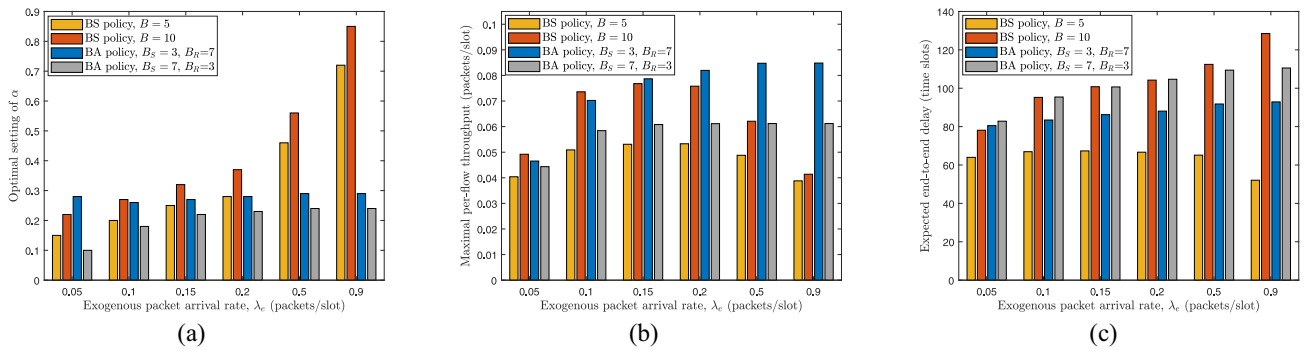 0.9
0.8
0.7
0.6
0.5
0.4
0.3
0.2
0.1
0
Optimal setting of α
BS policy, B = 5
BS policy, B = 10
BA policy, B_S = 3, B_R=7
BA policy, B_S = 7, B_R=3
0.05 0.1 0.15 0.2 0.5 0.9
Exogenous packet arrival rate, λ_e (packets/slot)
(a)
0.1
0.09
0.08
0.07
0.06
0.05
0.04
0.03
0.02
0.01
0
Maximal per-flow throughput (packets/slot)
BS policy, B = 5
BS policy, B = 10
BA policy, B_S = 3, B_R=7
BA policy, B_S = 7, B_R=3
0.05 0.1 0.15 0.2 0.5 0.9
Exogenous packet arrival rate, λ_e (packets/slot)
(b)
140
120
100
80
60
40
20
0
Expected end-to-end delay (time slots)
BS policy, B = 5
BS policy, B = 10
BA policy, B_S = 3, B_R=7
BA policy, B_S = 7, B_R=3
0.05 0.1 0.15 0.2 0.5 0.9
Exogenous packet arrival rate, λ_e (packets/slot)
(c)